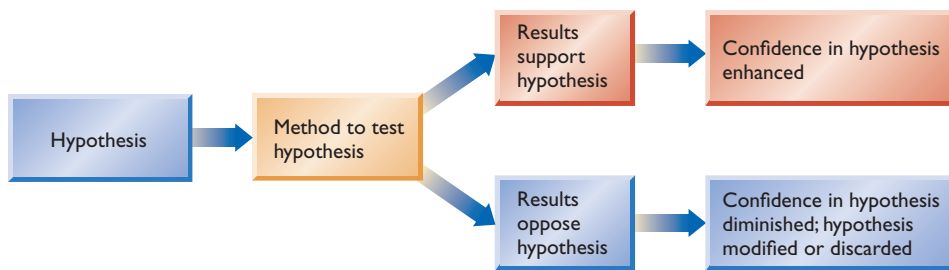 Hypothesis
Method to test
hypothesis
Results
support
hypothesis
Confidence in hypothesis
enhanced
Results
oppose
hypothesis
Confidence in hypothesis
diminished; hypothesis
modified or discarded